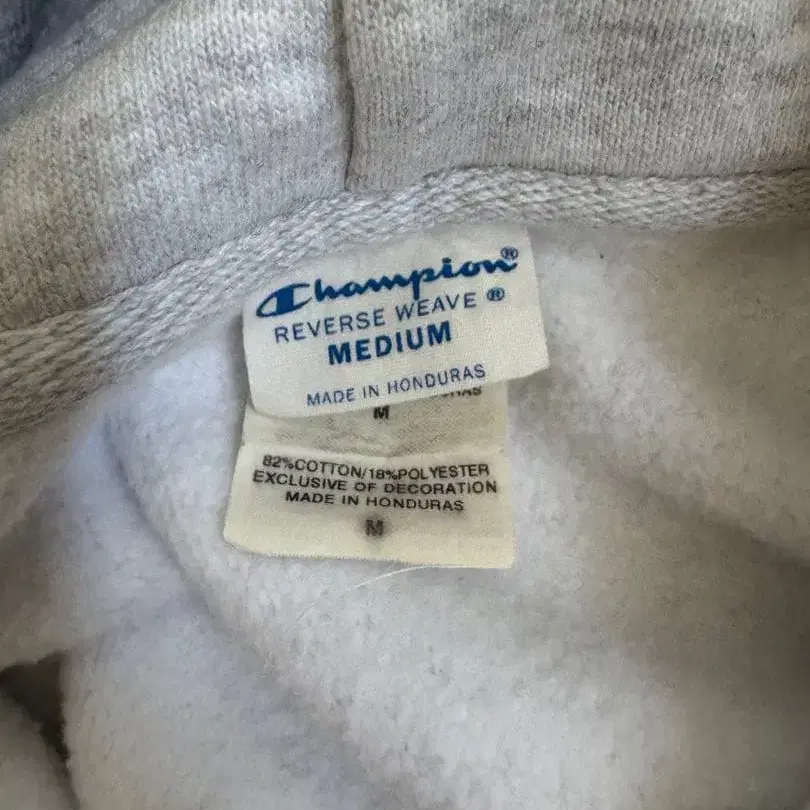 Champion®
REVERSE WEAVE®
MEDIUM
MADE IN HONDURAS
M
82%COTTON/18%POLYESTER
EXCLUSIVE OF DECORATION
MADE IN HONDURAS
M